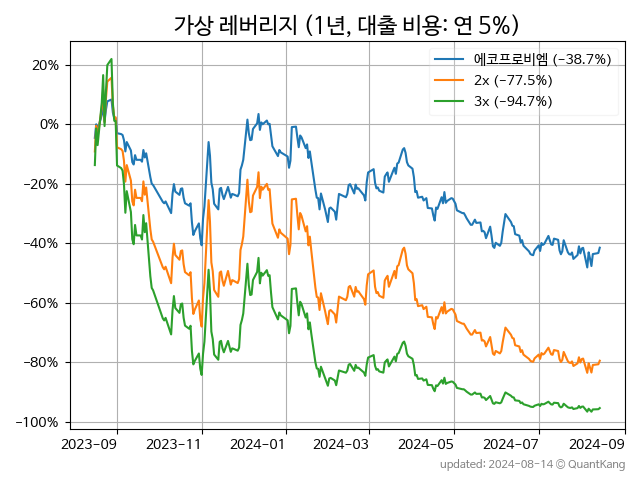 가상 레버리지 (1년, 대출 비용: 연 5%)
에코프로비엠 (−38.7%)
2x (−77.5%)
3x (−94.7%)
20%
0%
−20%
−40%
−60%
−80%
−100%
2023-09 2023-11 2024-01 2024-03 2024-05 2024-07 2024-09
updated: 2024-08-14 ⓒ QuantKang